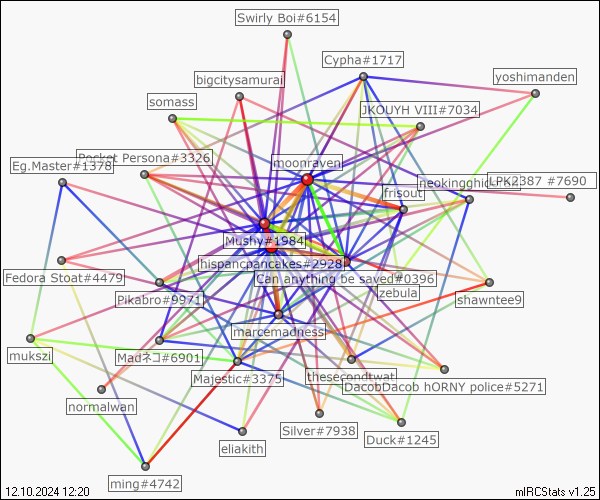 Swirly Boi#6154
Cypha#1717
yoshimanden
bigcitysamurai
somass
JKOUYH VIII#7034
Pocket Persona#3326
Eg.Master#1378
moonraven
LPK2387 #7690
frisout
Mushy#1984
hispancpancakes#2928
Fedora Stoat#4479
Can anything be saved#0396
zebula
shawntee9
Pikabro#9971
marcemadness
mukszi
Madネコ#6901
Majestic#3375
thesecondtwat
DacobDacob hORNY police#5271
normalwan
Silver#7938
eliakith
Duck#1245
ming#4742
12.10.2024 12:20
mIRCStats v1.25